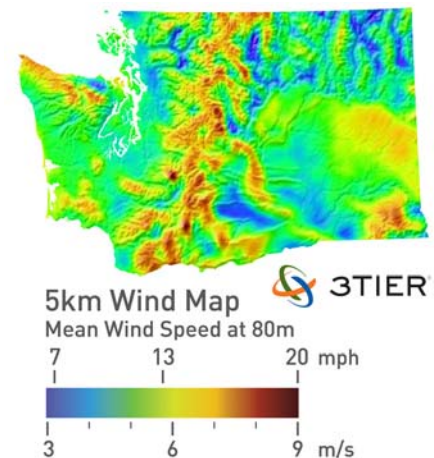 3TIER®
5km Wind Map
Mean Wind Speed at 80m
7 13 20 mph
3 6 9 m/s